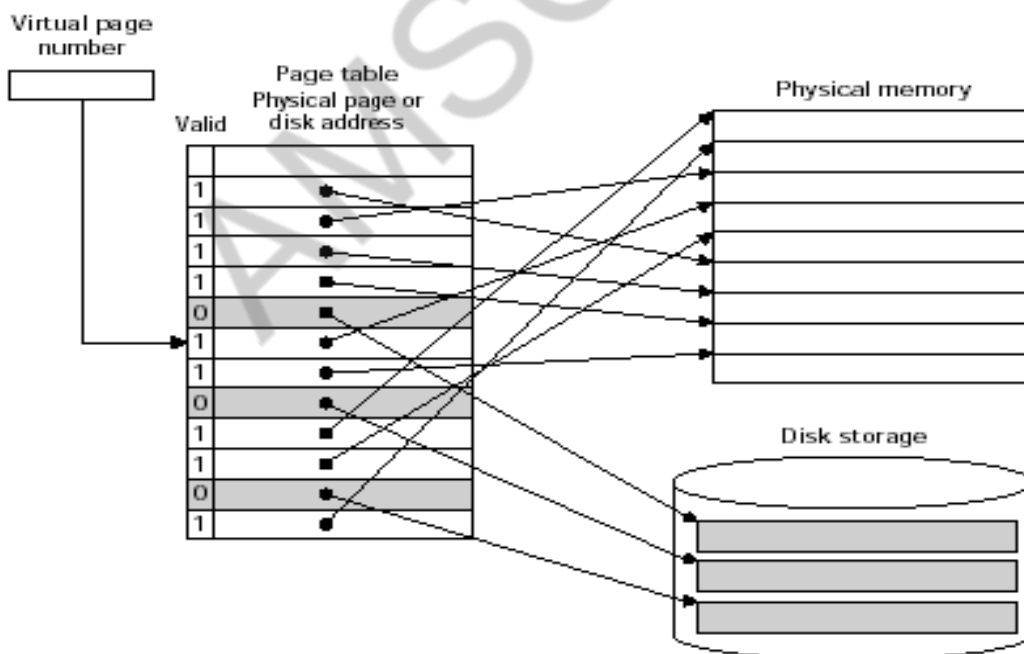 Virtual page
number
Page table
Physical page or
Valid
disk address
1
1
1
1
0
1
1
0
1
1
0
1
Physical memory
Disk storage